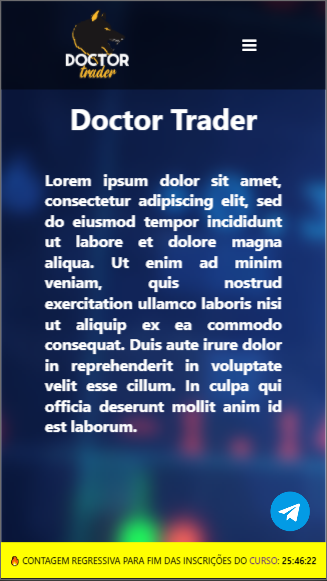 DOCTOR
trader
Doctor Trader
Lorem ipsum dolor sit amet,
consectetur adipiscing elit, sed
do eiusmod tempor incididunt
ut labore et dolore magna
aliqua. Ut enim ad minim
veniam, quis nostrud
exercitation ullamco laboris nisi
ut aliquip ex ea commodo
consequat. Duis aute irure dolor
in reprehenderit in voluptate
velit esse cillum. In culpa qui
officia deserunt mollit anim id
est laborum.
🔥 CONTAGEM REGRESSIVA PARA FIM DAS INSCRIÇÕES DO CURSO: 25:46:22